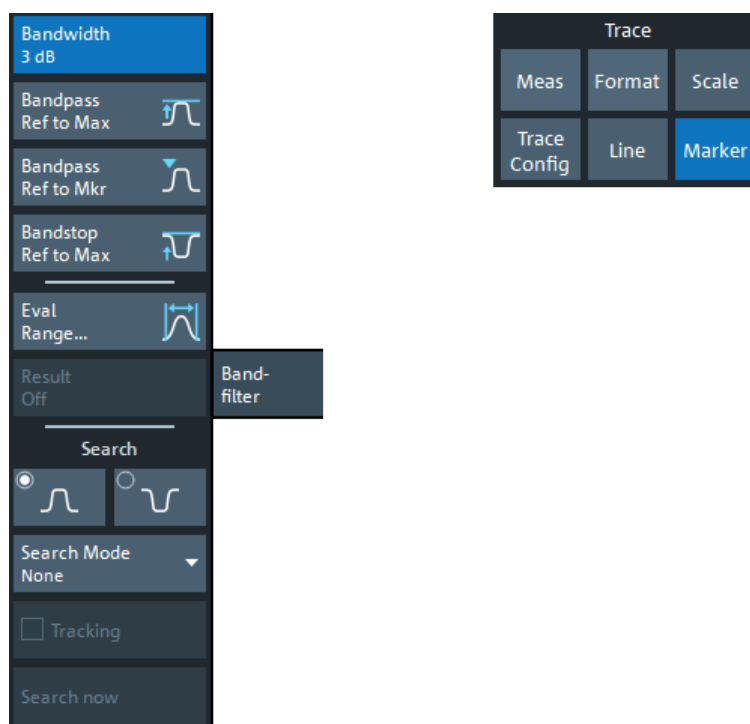 Bandwidth
3 dB
Bandpass
Ref to Max
Bandpass
Ref to Mkr
Bandstop
Ref to Max
Eval
Range...
Result
Off
Search
Search Mode
None
Tracking
Search now
Band-
filter
Trace
Meas
Format
Scale
Trace
Config
Line
Marker